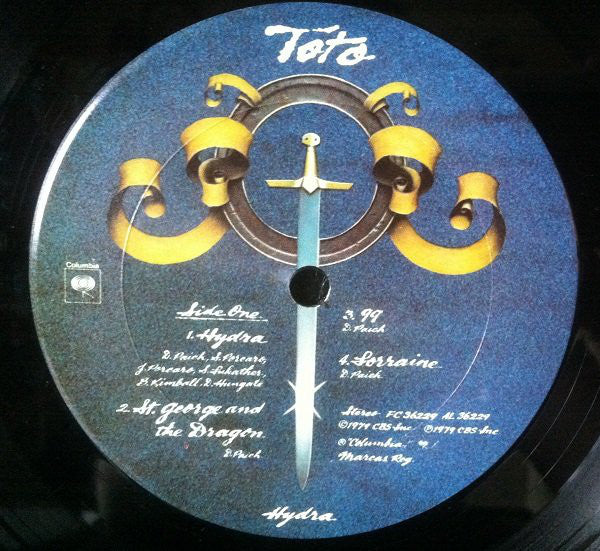 Toto
Columbia
Side One
1. Hydra
D. Paich, S. Porcaro,
J. Porcaro, S. Lukather,
B. Kimball, D. Hungate
2. St. George and
the Dragon
D. Paich
3. 99
D. Paich
4. Lorraine
D. Paich
Stereo FC 36229 AL 36229
©1979 CBS Inc. ℗1979 CBS Inc.
® "Columbia,"
Marcas Reg.
Hydra